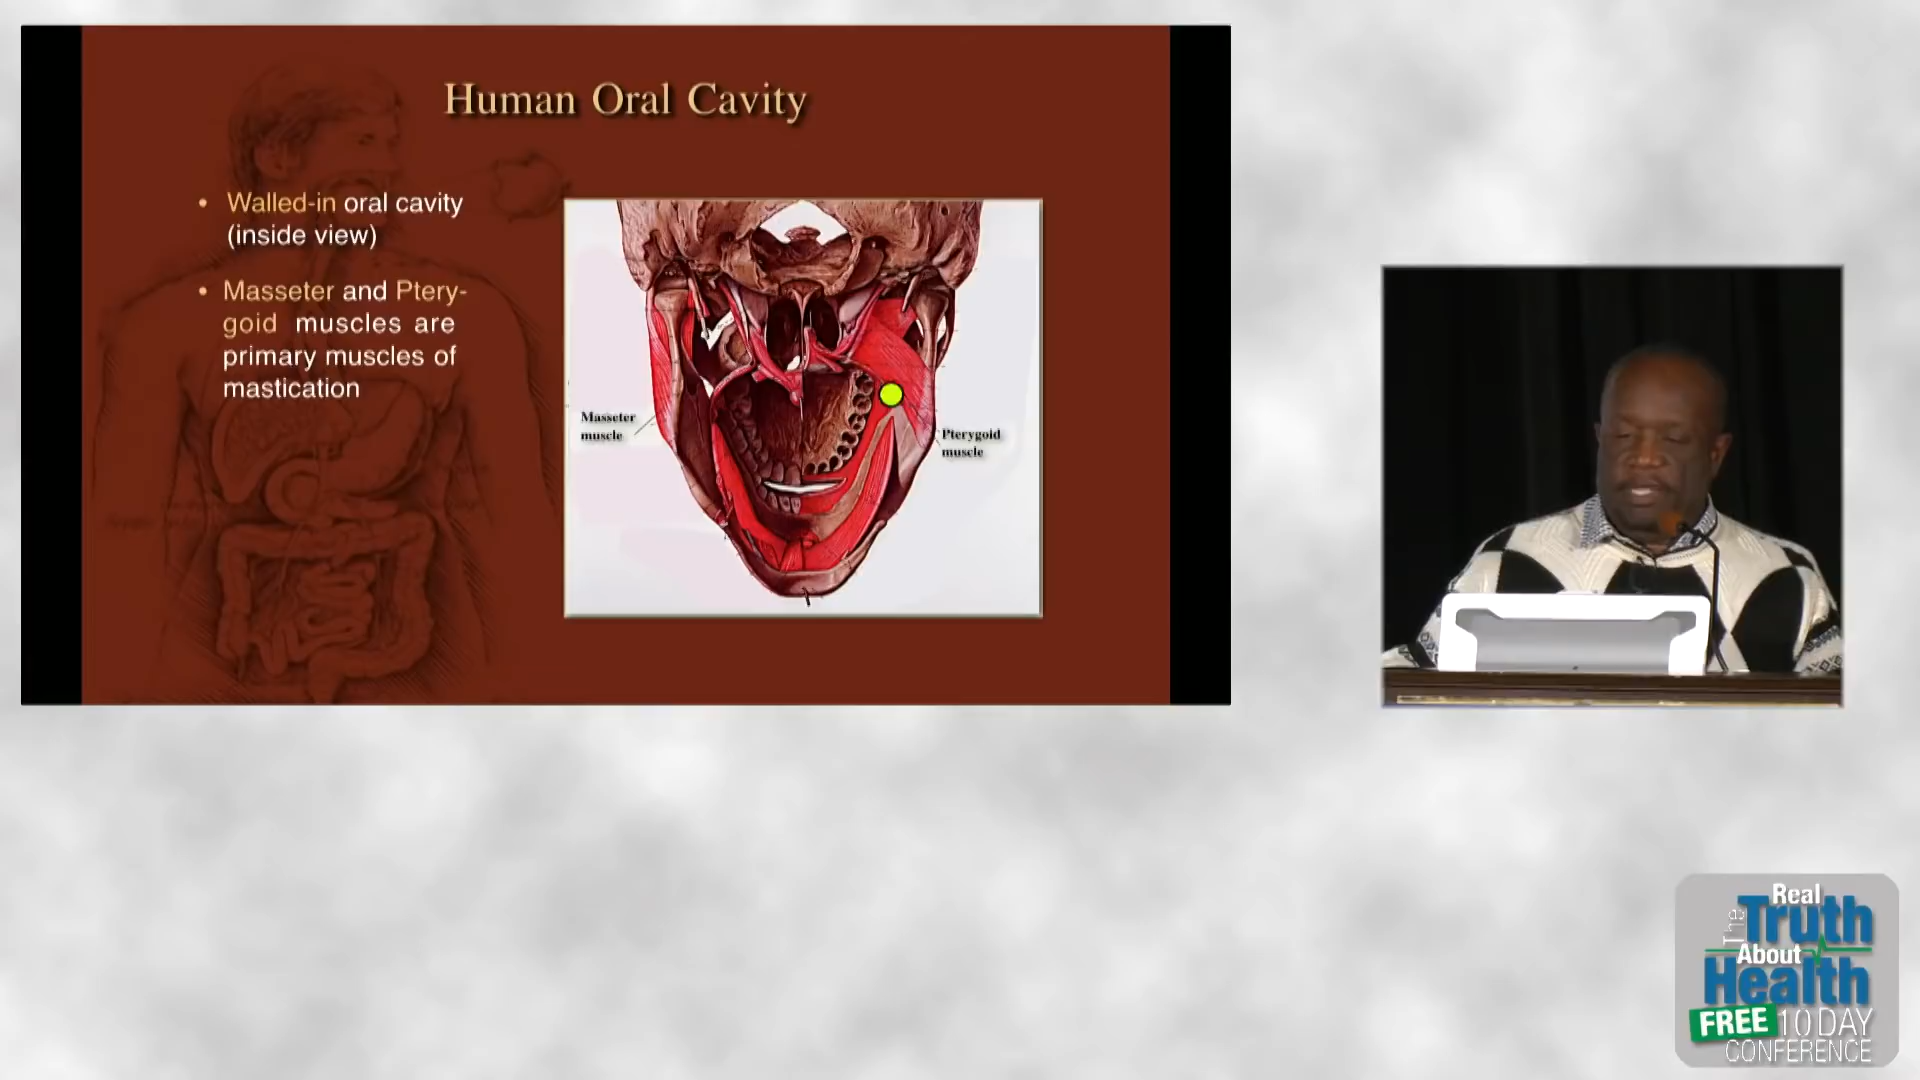 Human Oral Cavity
• Walled-in oral cavity
(inside view)
• Masseter and Ptery-
goid muscles are
primary muscles of
mastication
Masseter
muscle
Pterygoid
muscle
The Real
Truth
About
Health
FREE 10 DAY
CONFERENCE